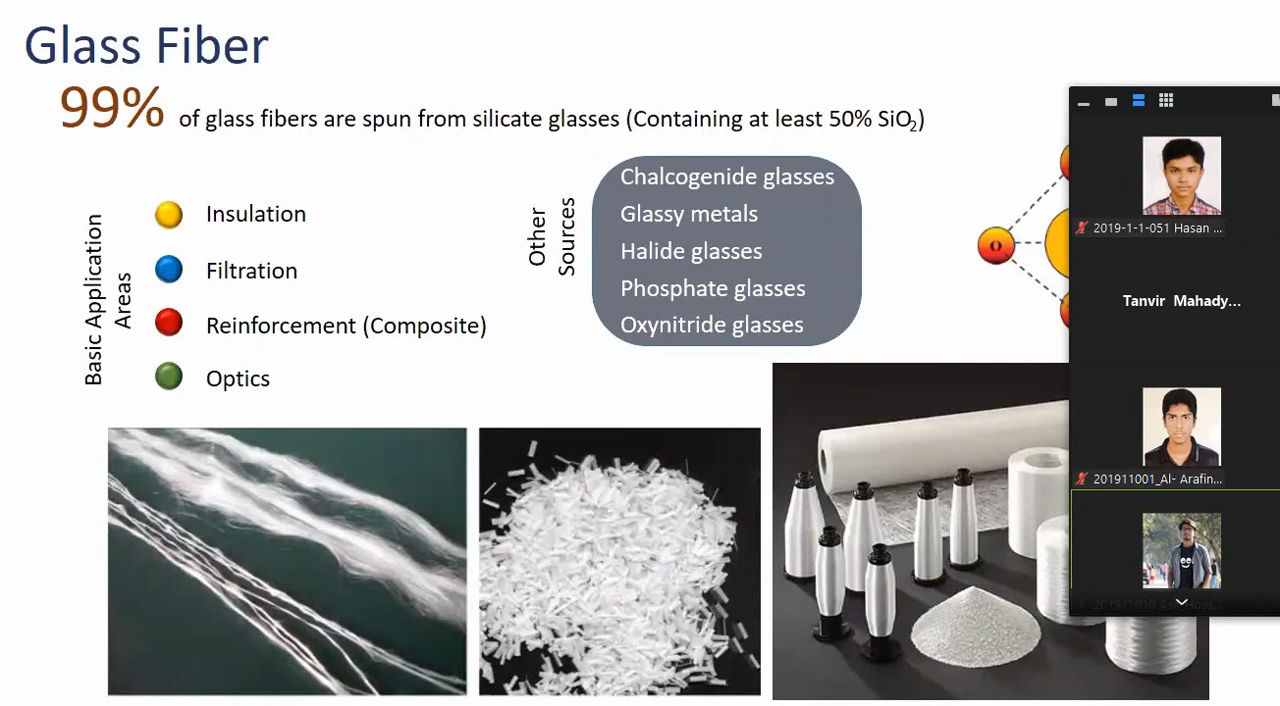 Glass Fiber
99% of glass fibers are spun from silicate glasses (Containing at least 50% SiO₂)
Basic Application
Areas
Insulation
Filtration
Reinforcement (Composite)
Optics
Other
Sources
Chalcogenide glasses
Glassy metals
Halide glasses
Phosphate glasses
Oxynitride glasses
O
2019-1-1-051 Hasan ...
Tanvir Mahady...
201911001_Al- Arafin...